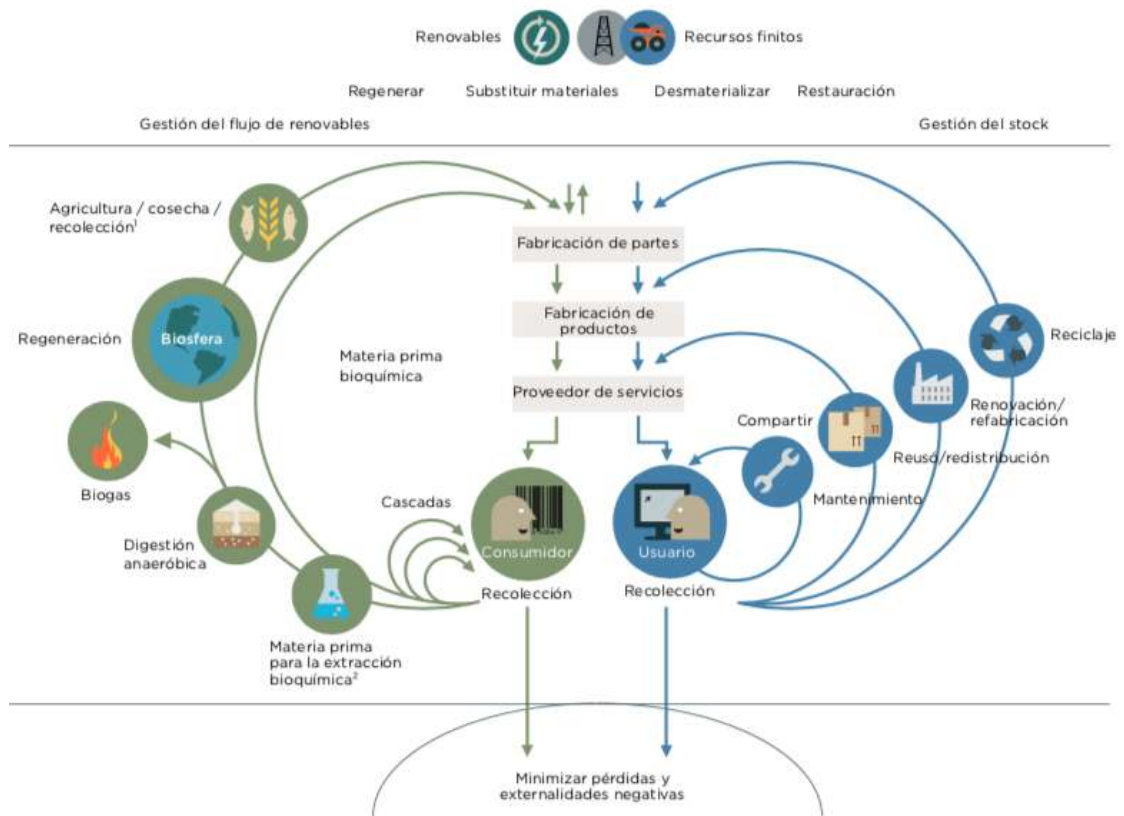 Renovables
Recursos finitos
Regenerar
Substituir materiales
Desmaterializar
Restauración
Gestión del flujo de renovables
Gestión del stock
Agricultura / cosecha /
recolección¹
Regeneración
Biosfera
Biogas
Digestión
anaeróbica
Materia prima
para la extracción
bioquímica²
Materia prima
bioquímica
Cascadas
Fabricación de partes
Fabricación de
productos
Proveedor de servicios
Consumidor
Recolección
Usuario
Recolección
Compartir
Mantenimiento
Reuso/redistribución
Renovación/
refabricación
Reciclaje
Minimizar pérdidas y
externalidades negativas